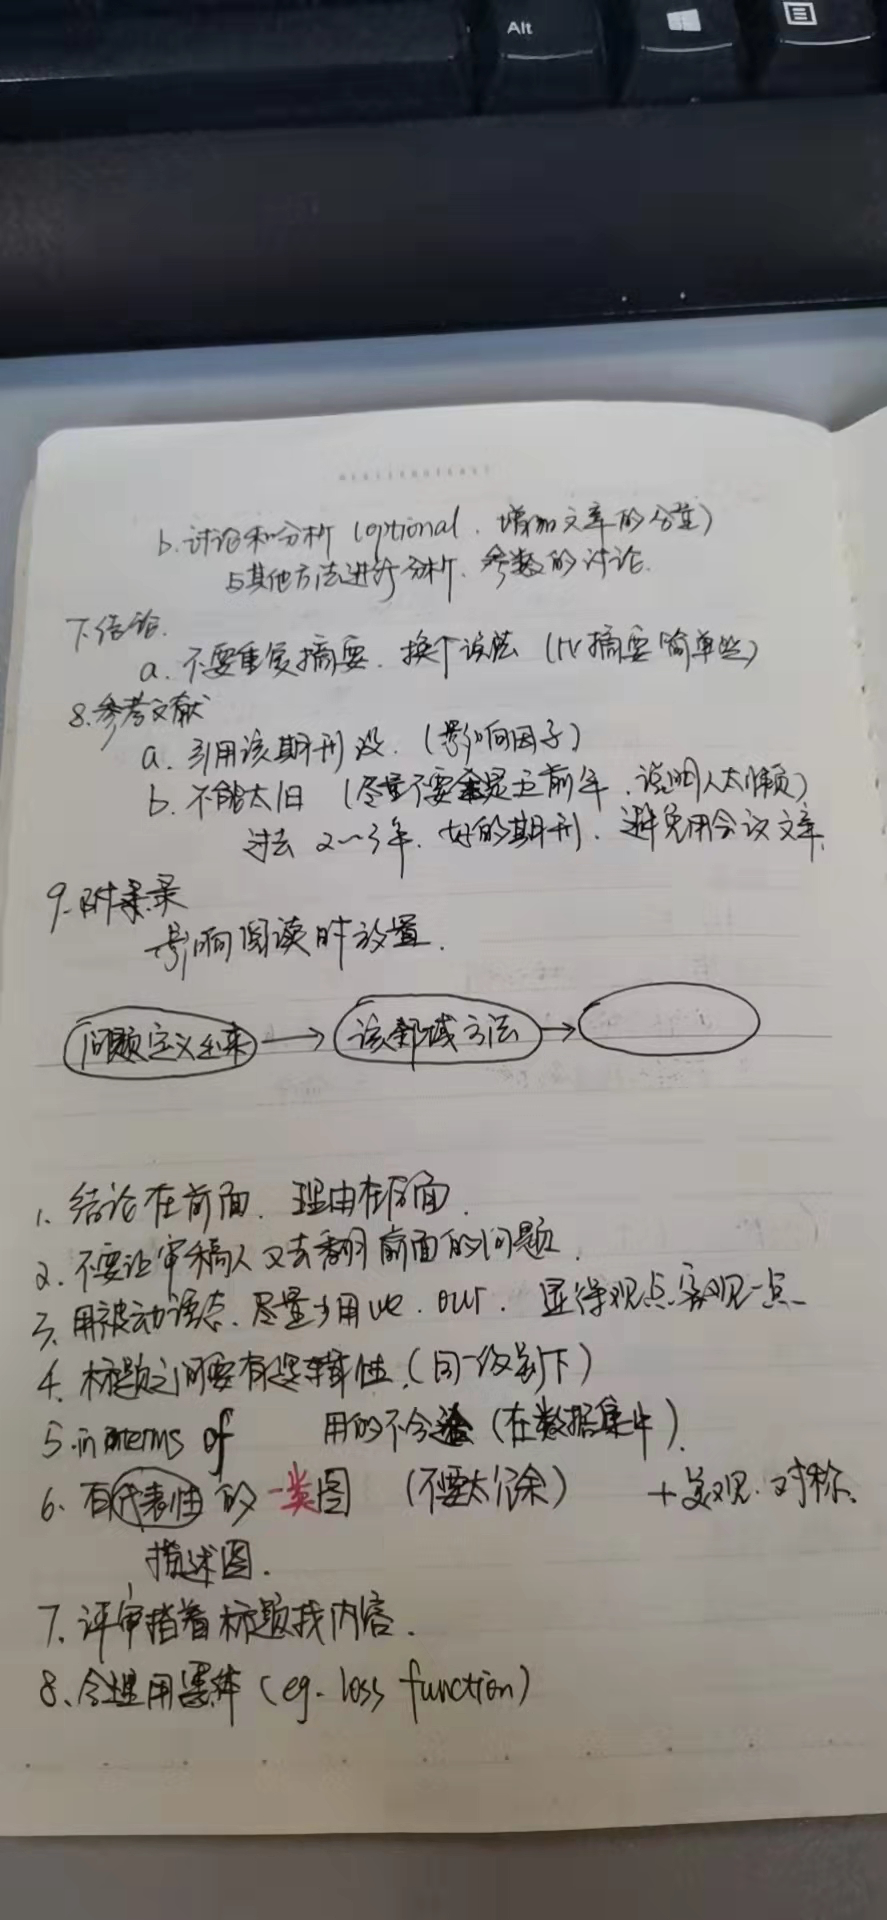 Alt
b.讨论和分析(optional.增加文章的分量)
与其他方法进行分析.参数的讨论.
7.结论.
a.不要重复摘要.换个说法(比摘要简单些)
8.参考文献
a.引用该期刊没.(影响因子)
b.不能太旧(尽量不要全是五前年.说明人太懒)
过去2~3年.好的期刊.避免用会议文章.
9.附录
影响阅读时放置.
问题定义出来→该领域方法→
1.结论在前面.理由在后面.
2.不要让审稿人又去翻前面的问题.
3.用被动语态.尽量少用we.our.显得观点客观一点
4.标题之间要有逻辑性.(同一级别下)
5.in terms of 用的不合适(在数据集中).
6.有代表性的一类图(不要太冗余)+美观.对称.
描述图.
7.评审指着标题找内容.
8.合理用黑体(eg.loss function)